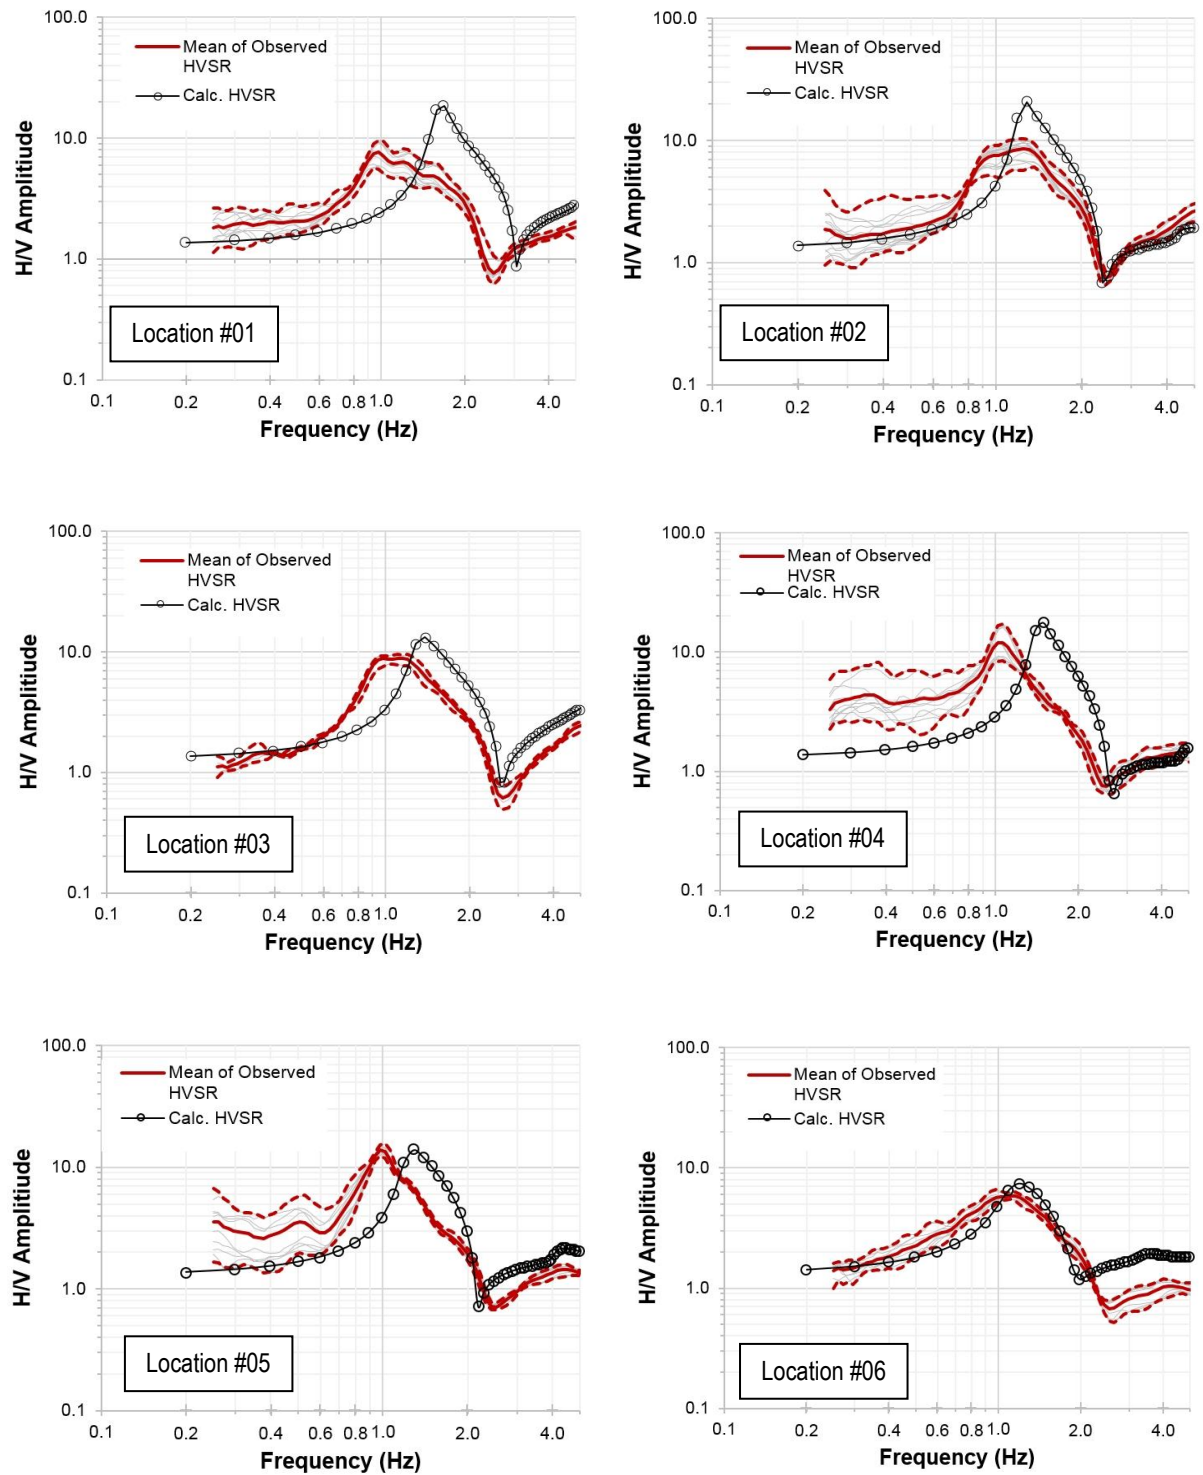 100.0
10.0
1.0
0.1
H/V Amplitiude
Mean of Observed
HVSR
Calc. HVSR
Location #01
0.1
0.2
0.4
0.6
0.8
1.0
2.0
4.0
Frequency (Hz)
100.0
10.0
1.0
0.1
H/V Amplitiude
Mean of Observed
HVSR
Calc. HVSR
Location #02
0.1
0.2
0.4
0.6
0.8
1.0
2.0
4.0
Frequency (Hz)
100.0
10.0
1.0
0.1
H/V Amplitiude
Mean of Observed
HVSR
Calc. HVSR
Location #03
0.1
0.2
0.4
0.6
0.8
1.0
2.0
4.0
Frequency (Hz)
100.0
10.0
1.0
0.1
H/V Amplitiude
Mean of Observed
HVSR
Calc. HVSR
Location #04
0.1
0.2
0.4
0.6
0.8
1.0
2.0
4.0
Frequency (Hz)
100.0
10.0
1.0
0.1
H/V Amplitiude
Mean of Observed
HVSR
Calc. HVSR
Location #05
0.1
0.2
0.4
0.6
0.8
1.0
2.0
4.0
Frequency (Hz)
100.0
10.0
1.0
0.1
H/V Amplitiude
Mean of Observed
HVSR
Calc. HVSR
Location #06
0.1
0.2
0.4
0.6
0.8
1.0
2.0
4.0
Frequency (Hz)